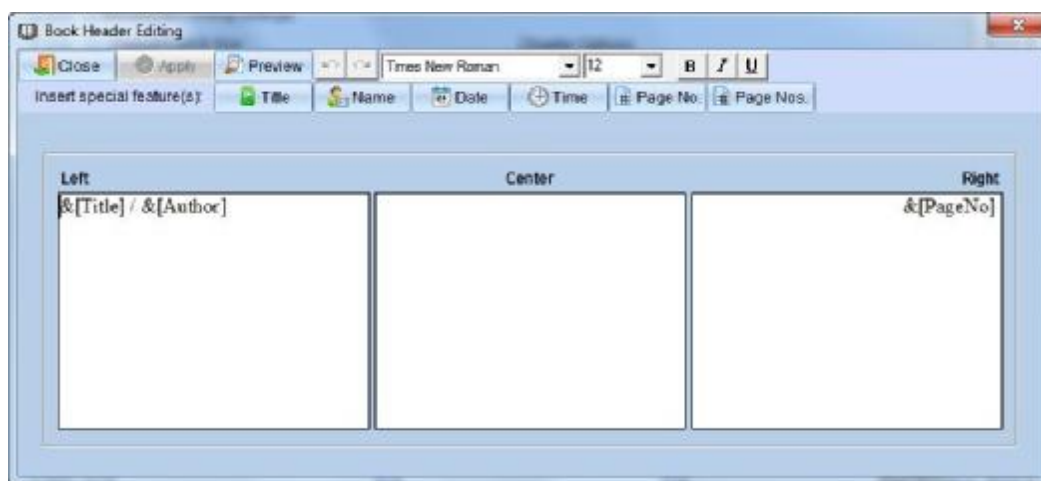 Book Header Editing
Close Apply Preview Times New Roman 12 B I U
Insert special feature(s): Title Name Date Time Page No. Page Nos.
Left Center Right
&[Title] / &[Author] &[PageNo]